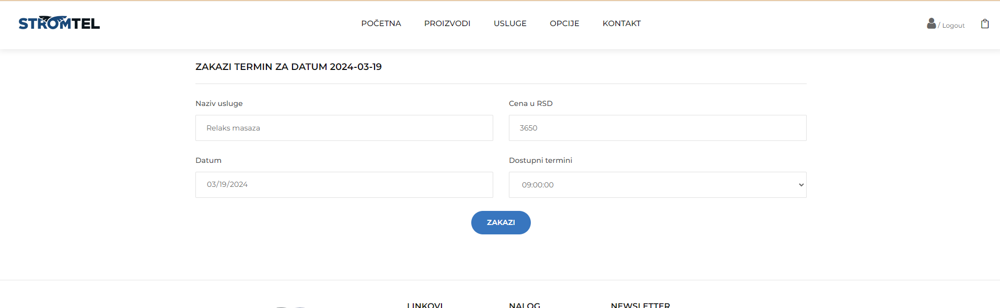 STROMTEL
POČETNA PROIZVODI USLUGE OPCIJE KONTAKT
/ Logout
ZAKAZI TERMIN ZA DATUM 2024-03-19
Naziv usluge Cena u RSD
Relaks masaza 3650
Datum Dostupni termini
03/19/2024 09:00:00
ZAKAZI
LINKOVI NALOG NEWSLETTER